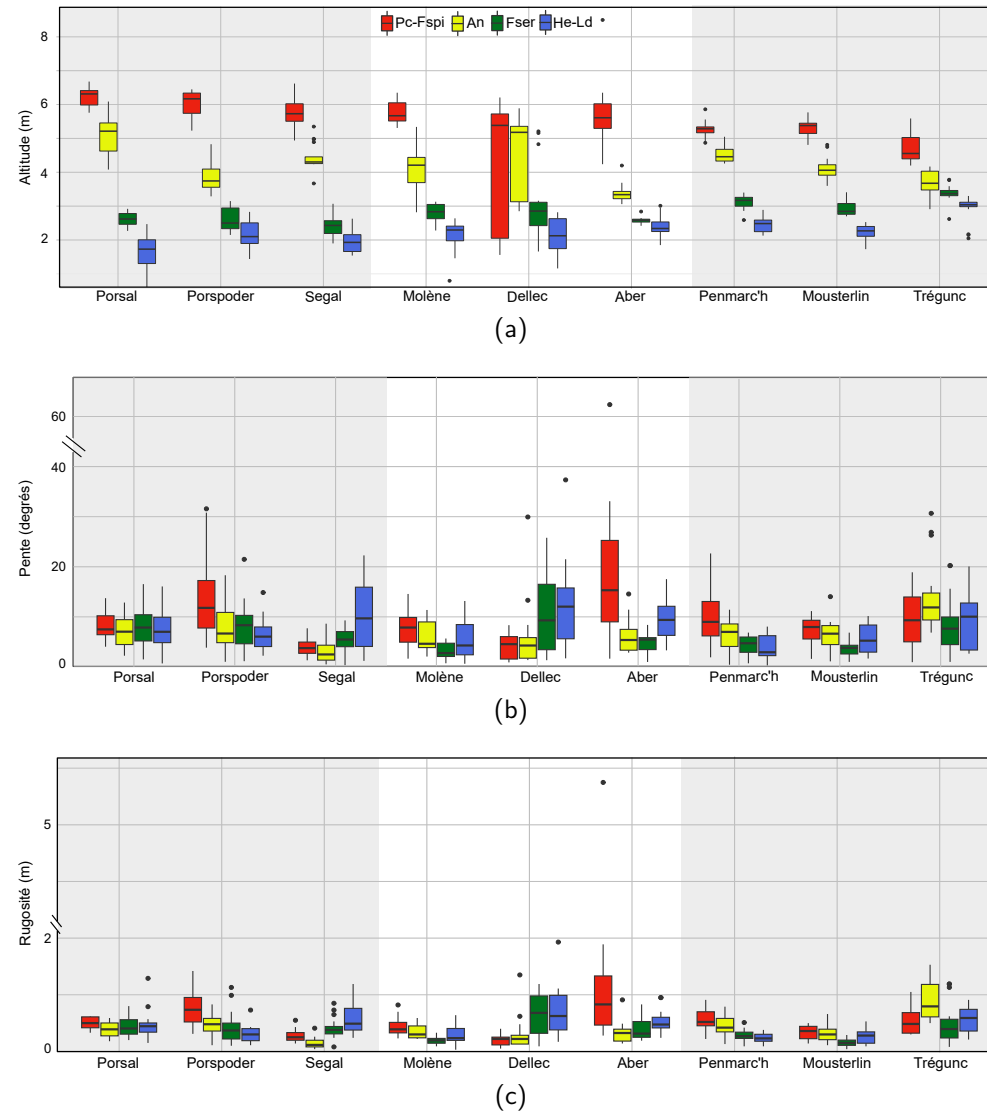 Pc-Fspi An Fser He-Ld
8
6
4
2
Altitude (m)
Porsal Porspoder Segal Molène Dellec Aber Penmarc'h Mousterlin Trégunc
(a)
60
40
20
0
Pente (degrés)
Porsal Porspoder Segal Molène Dellec Aber Penmarc'h Mousterlin Trégunc
(b)
5
2
0
Rugosité (m)
Porsal Porspoder Segal Molène Dellec Aber Penmarc'h Mousterlin Trégunc
(c)